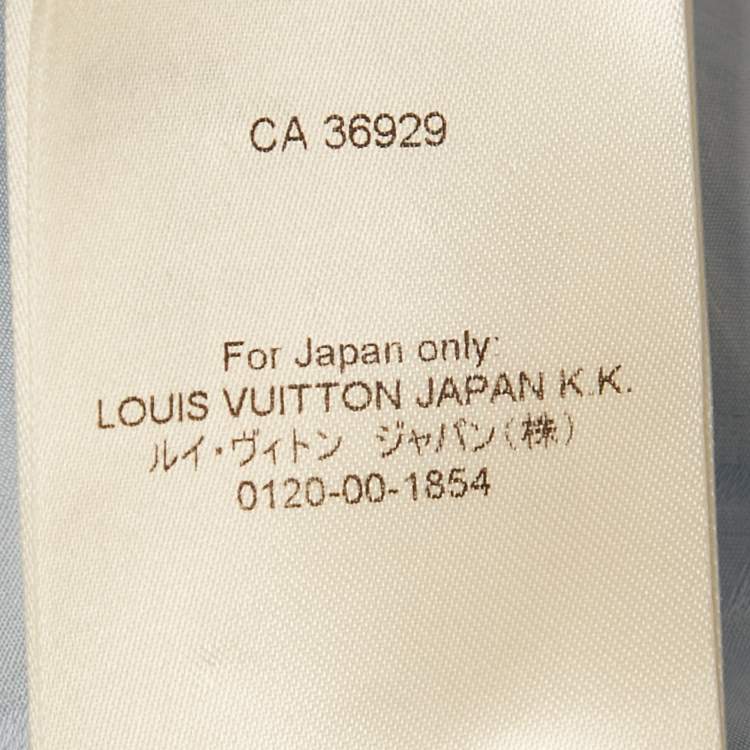 CA 36929
For Japan only:
LOUIS VUITTON JAPAN K.K.
ルイ・ヴィトン ジャパン(株)
0120-00-1854